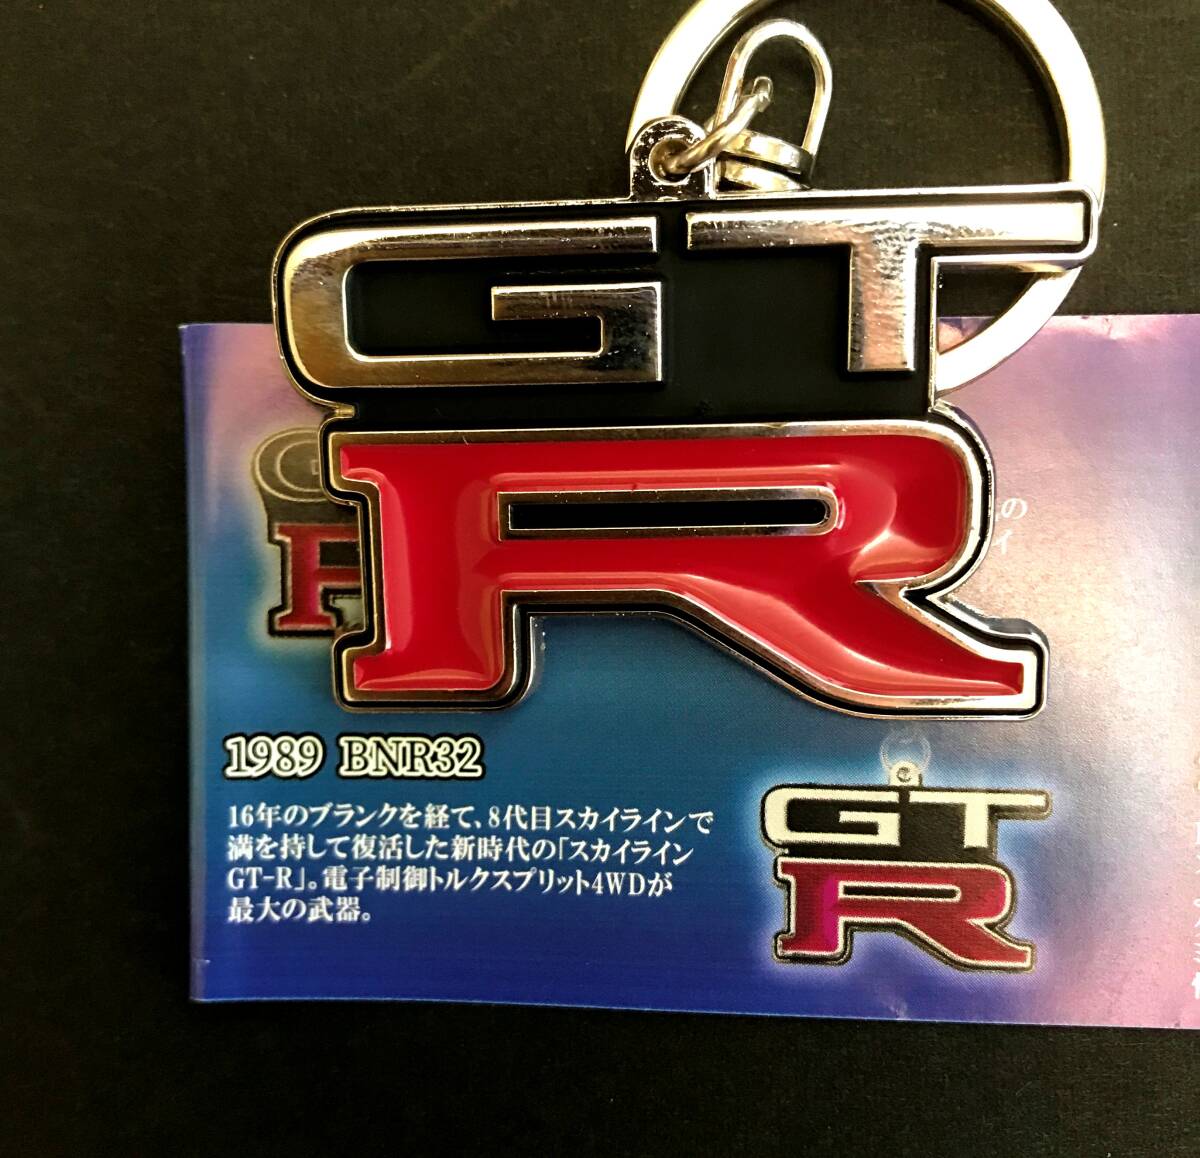 GT
R
の
イ
1989 BNR32
16年のブランクを経て、8代目スカイラインで
満を持して復活した新時代の「スカイライン
GT-R」。電子制御トルクスプリット4WDが
最大の武器。
GT
R